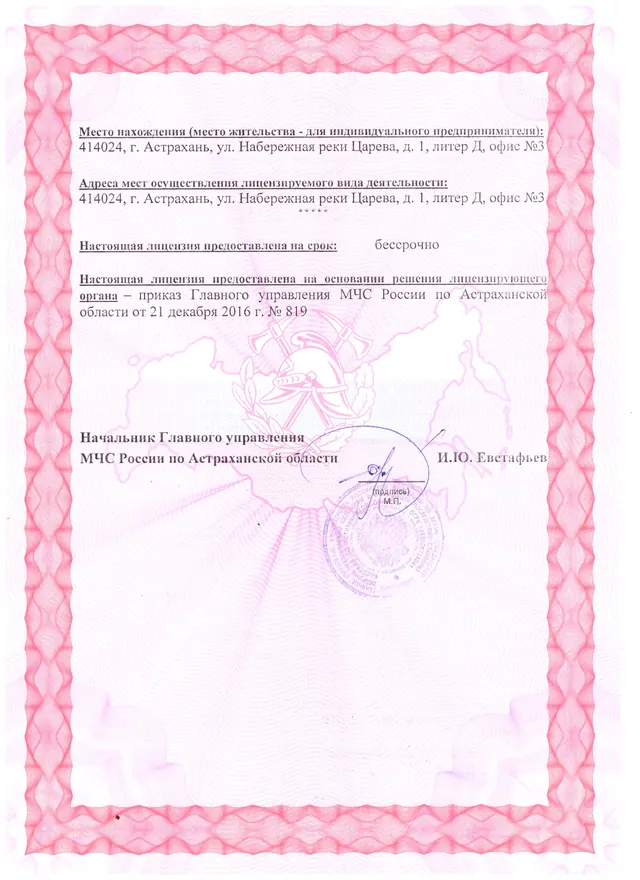 Место нахождения (место жительства - для индивидуального предпринимателя):
414024, г. Астрахань, ул. Набережная реки Царева, д. 1, литер Д, офис №3
Адреса мест осуществления лицензируемого вида деятельности:
414024, г. Астрахань, ул. Набережная реки Царева, д. 1, литер Д, офис №3
*****
Настоящая лицензия предоставлена на срок: бессрочно
Настоящая лицензия предоставлена на основании решения лицензирующего
органа – приказ Главного управления МЧС России по Астраханской
области от 21 декабря 2016 г. № 819
Начальник Главного управления
МЧС России по Астраханской области И.Ю. Евстафьев
(подпись)
М.П.